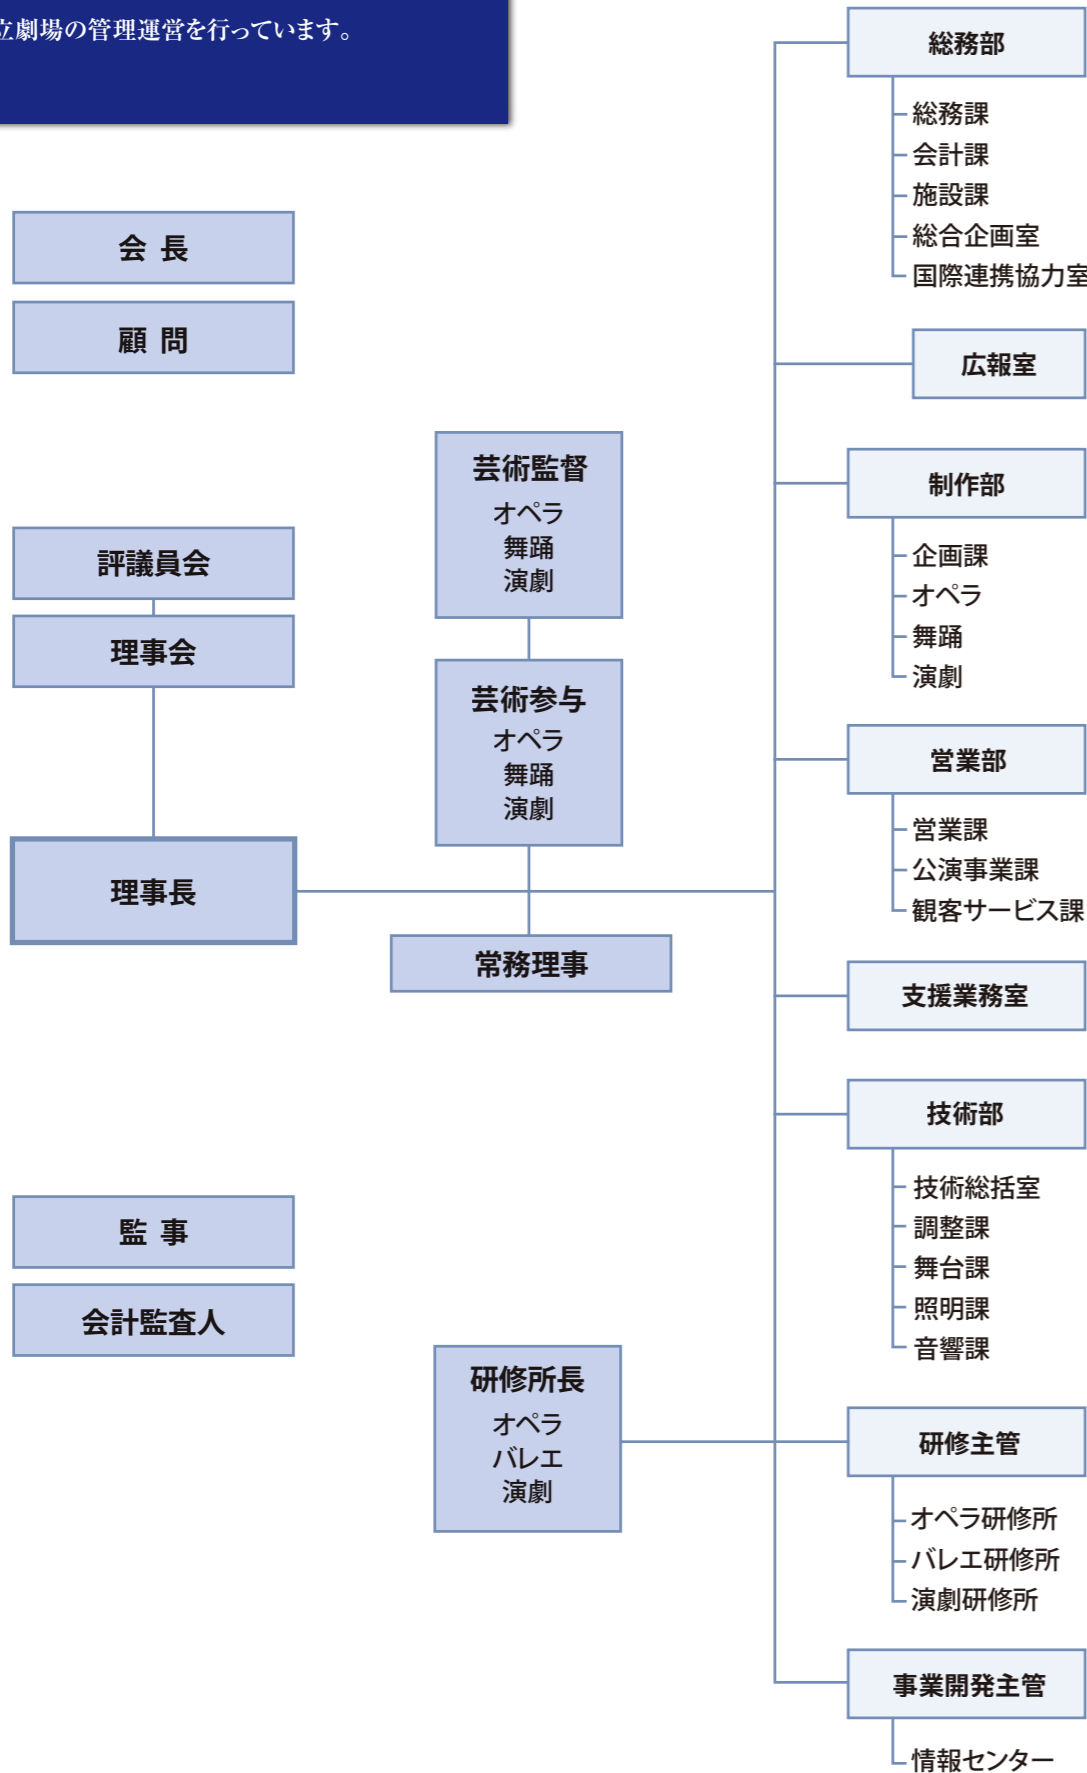 立劇場の管理運営を行っています。
会 長
顧 問
評議員会
理事会
理事長
監 事
会計監査人
芸術監督
オペラ
舞踊
演劇
芸術参与
オペラ
舞踊
演劇
常務理事
研修所長
オペラ
バレエ
演劇
総務部
総務課
会計課
施設課
総合企画室
国際連携協力室
広報室
制作部
企画課
オペラ
舞踊
演劇
営業部
営業課
公演事業課
観客サービス課
支援業務室
技術部
技術総括室
調整課
舞台課
照明課
音響課
研修主管
オペラ研修所
バレエ研修所
演劇研修所
事業開発主管
情報センター